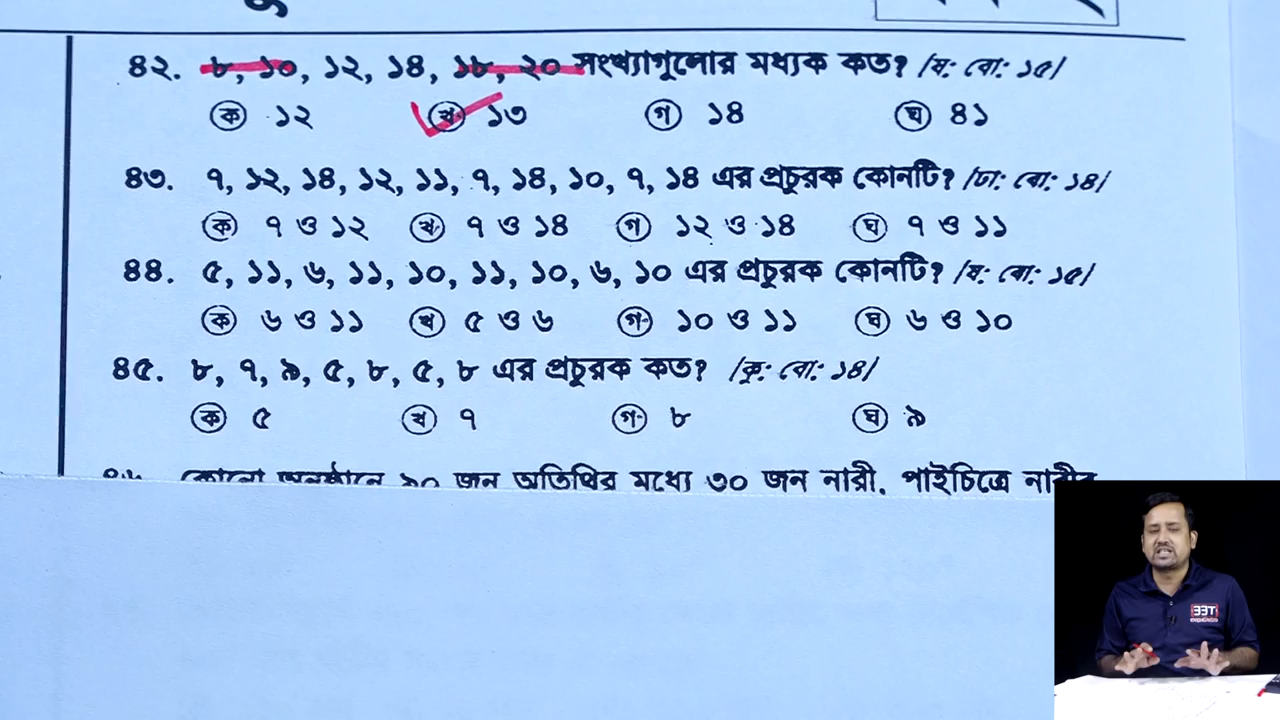 ৪২. ৮, ১০, ১২, ১৪, ১৮, ২০ সংখ্যাগুলোর মধ্যক কত? [য: বো: ১৫]
ক ১২ খ ১৩ গ ১৪ ঘ ৪১
৪৩. ৭, ১২, ১৪, ১২, ১১, ৭, ১৪, ১০, ৭, ১৪ এর প্রচুরক কোনটি? [ঢা: বো: ১৪]
ক ৭ ও ১২ খ ৭ ও ১৪ গ ১২ ও ১৪ ঘ ৭ ও ১১
৪৪. ৫, ১১, ৬, ১১, ১০, ১১, ১০, ৬, ১০ এর প্রচুরক কোনটি? [য: বো: ১৫]
ক ৬ ও ১১ খ ৫ ও ৬ গ ১০ ও ১১ ঘ ৬ ও ১০
৪৫. ৮, ৭, ৯, ৫, ৮, ৫, ৮ এর প্রচুরক কত? [কু: বো: ১৪]
ক ৫ খ ৭ গ ৮ ঘ ৯
কোনো অনুষ্ঠানে ৯০ জন অতিথির মধ্যে ৩০ জন নারী, পাইচিত্রে নারীর